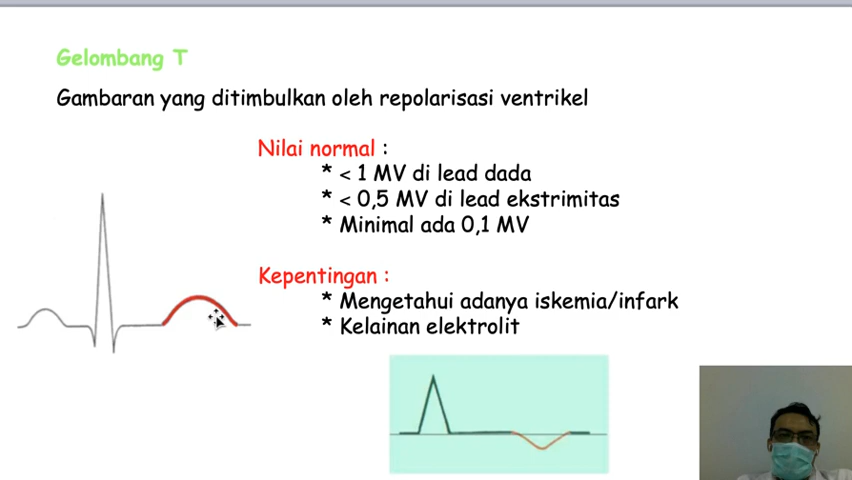 Gelombang T
Gambaran yang ditimbulkan oleh repolarisasi ventrikel
Nilai normal :
* < 1 MV di lead dada
* < 0,5 MV di lead ekstrimitas
* Minimal ada 0,1 MV
Kepentingan :
* Mengetahui adanya iskemia/infark
* Kelainan elektrolit